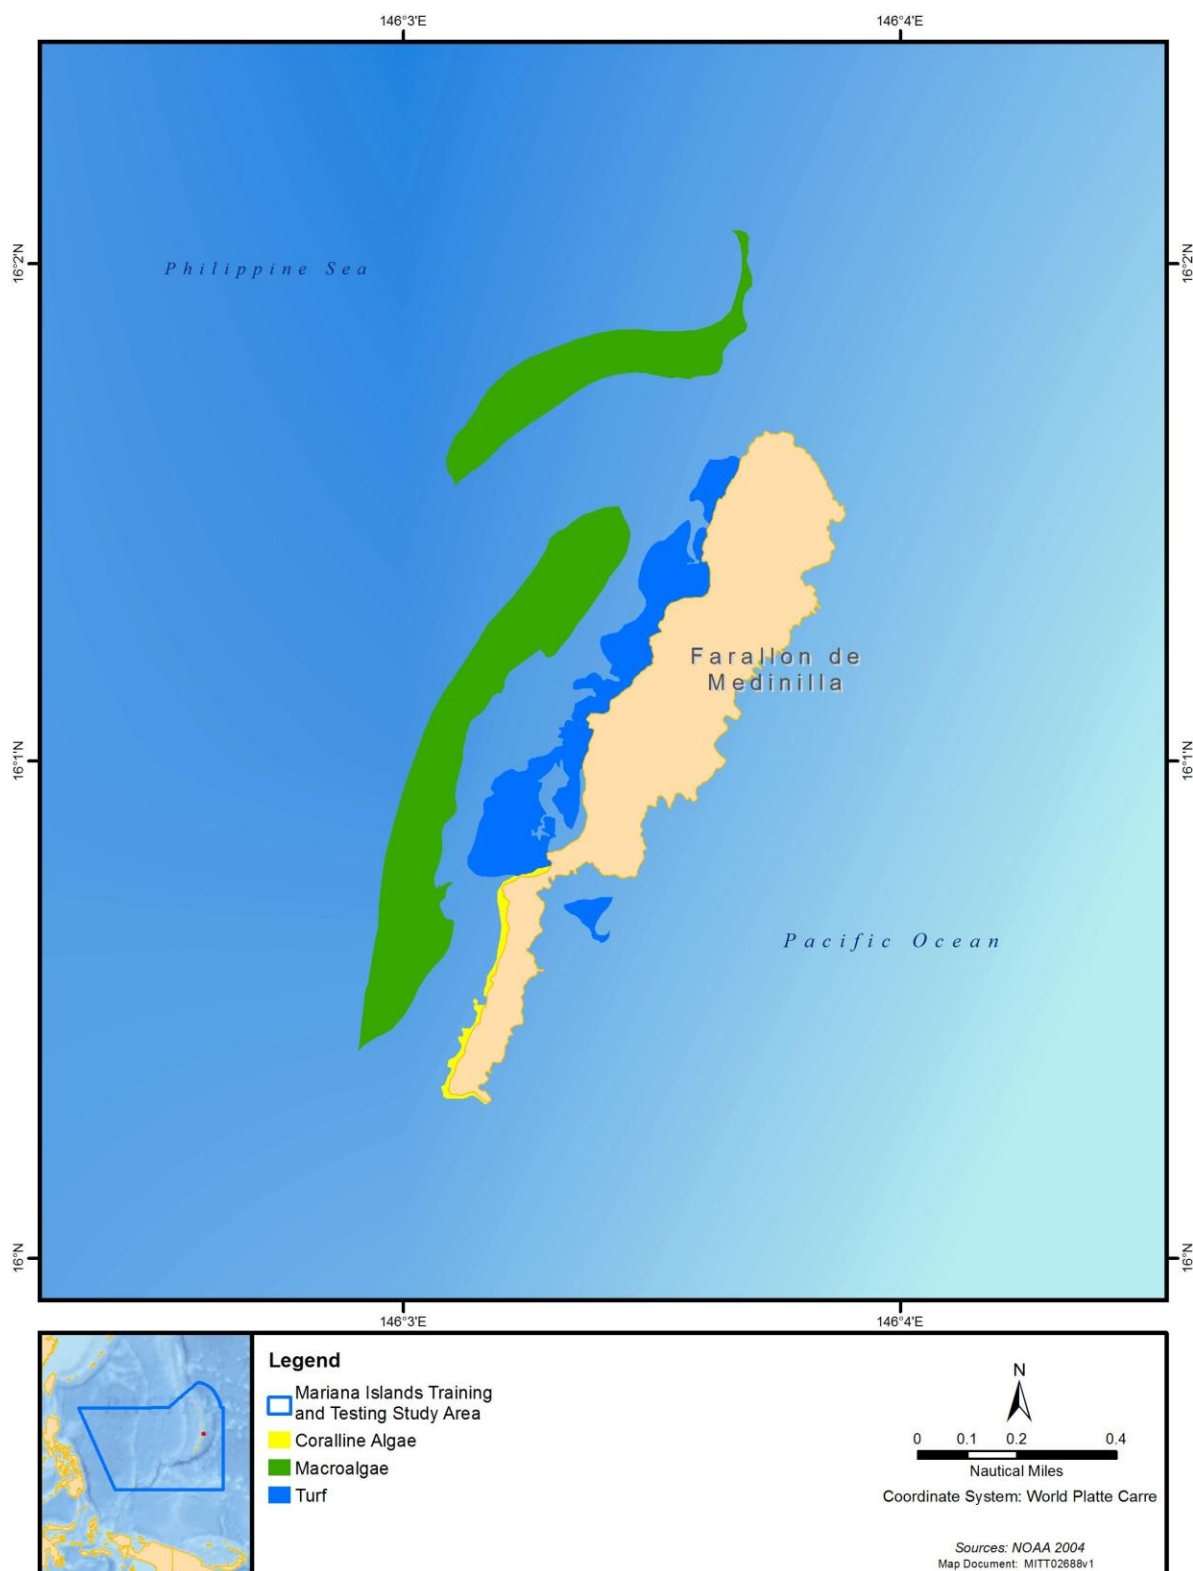 146°3'E
146°4'E
16°2'N
16°2'N
Philippine Sea
Farallon de
Medinilla
16°1'N
16°1'N
Pacific Ocean
16°N
16°N
146°3'E
146°4'E
Legend
Mariana Islands Training
and Testing Study Area
Coralline Algae
Macroalgae
Turf
N
0 0.1 0.2 0.4
Nautical Miles
Coordinate System: World Platte Carre
Sources: NOAA 2004
Map Document: MITT02688v1